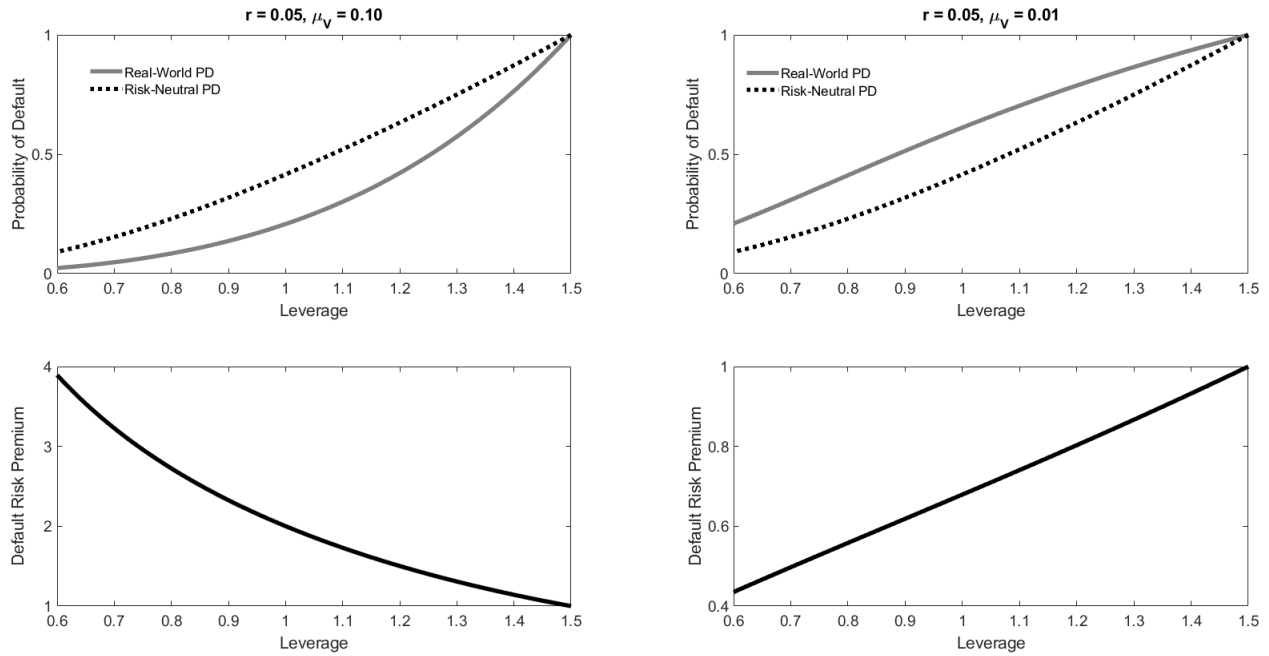 r = 0.05, μ_V = 0.10
Probability of Default
1
0.5
0
Real-World PD
Risk-Neutral PD
0.6 0.7 0.8 0.9 1 1.1 1.2 1.3 1.4 1.5
Leverage
r = 0.05, μ_V = 0.01
Probability of Default
1
0.5
0
Real-World PD
Risk-Neutral PD
0.6 0.7 0.8 0.9 1 1.1 1.2 1.3 1.4 1.5
Leverage
Default Risk Premium
4
3
2
1
0.6 0.7 0.8 0.9 1 1.1 1.2 1.3 1.4 1.5
Leverage
Default Risk Premium
1
0.8
0.6
0.4
0.6 0.7 0.8 0.9 1 1.1 1.2 1.3 1.4 1.5
Leverage